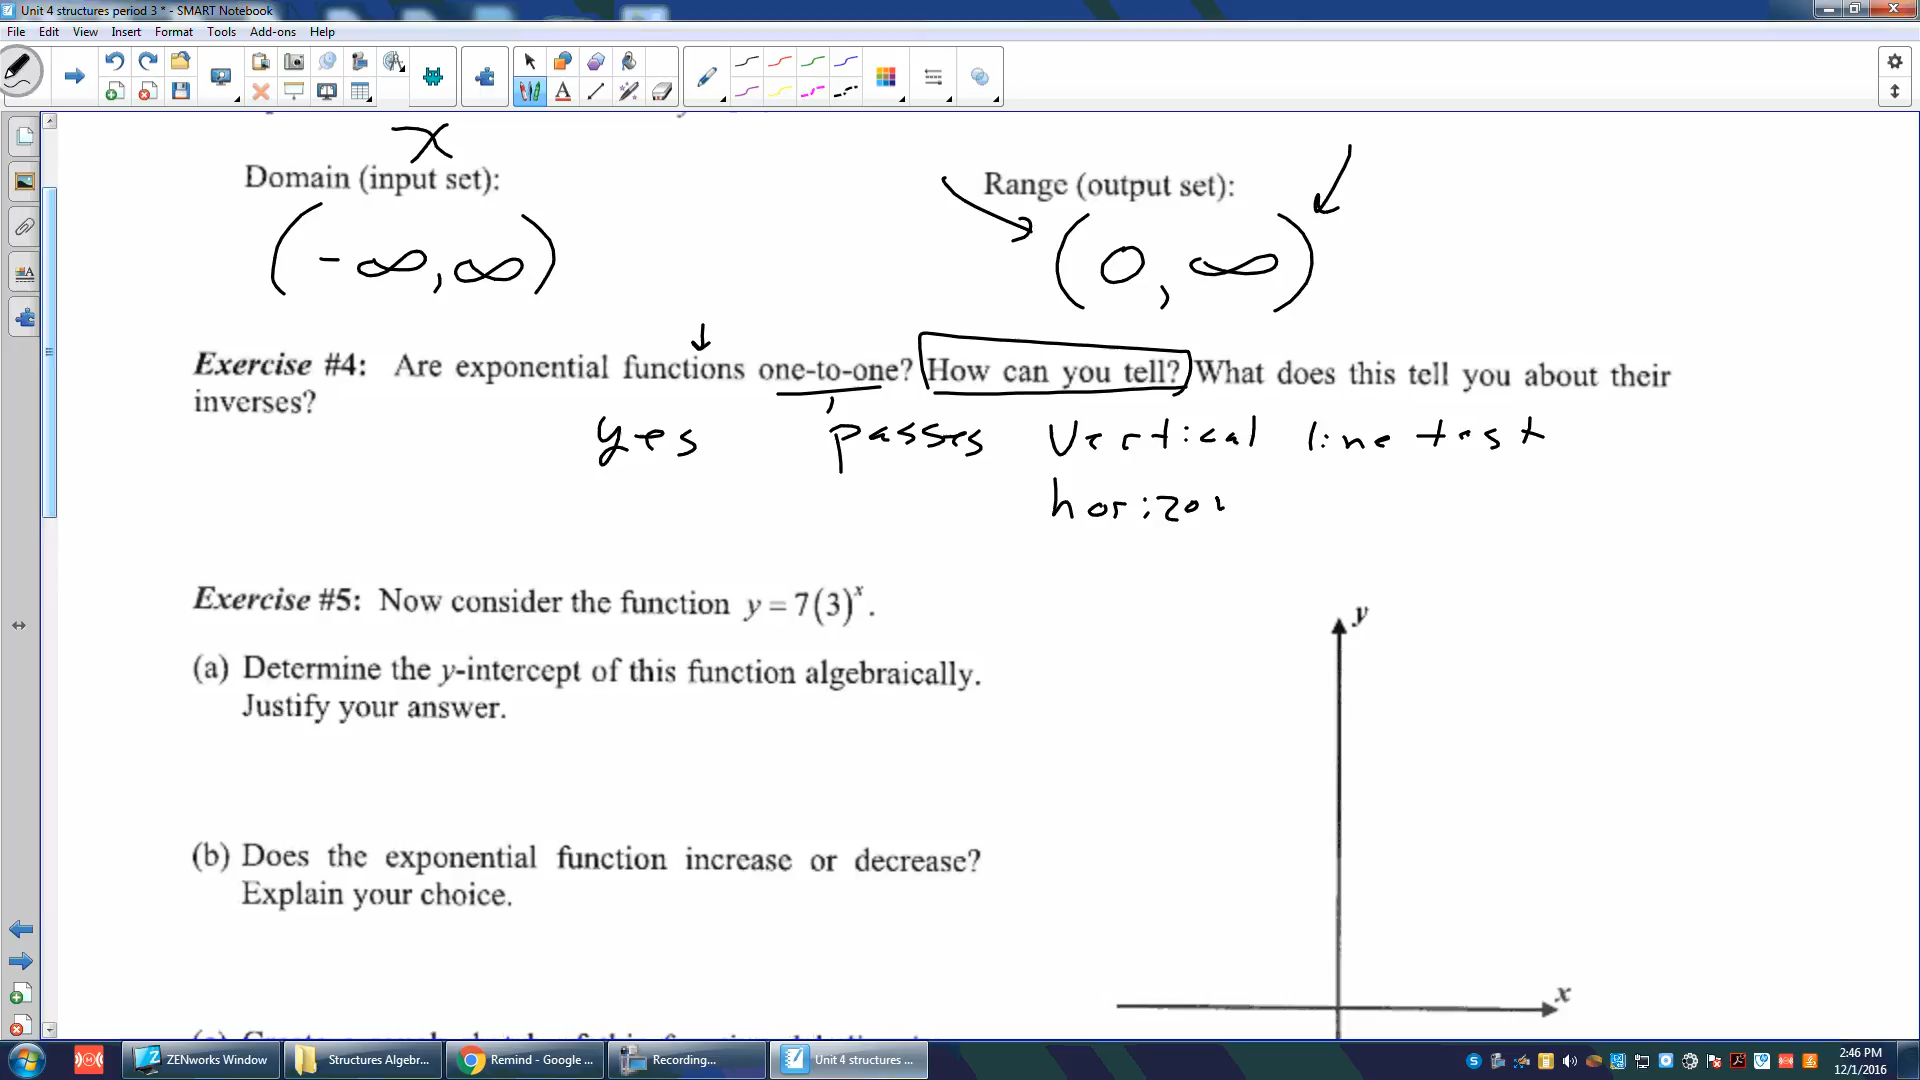 Unit 4 structures period 3 * - SMART Notebook
File Edit View Insert Format Tools Add-ons Help
x
Domain (input set):
Range (output set):
(-∞,∞)
(0,∞)
Exercise #4: Are exponential functions one-to-one? How can you tell? What does this tell you about their
inverses?
yes passes Vertical line test
horizon
Exercise #5: Now consider the function y = 7(3)^x.
y
(a) Determine the y-intercept of this function algebraically.
Justify your answer.
(b) Does the exponential function increase or decrease?
Explain your choice.
x
ZENworks Window
Structures Algebr...
Remind - Google ...
Recording...
Unit 4 structures ...
2:46 PM
12/1/2016